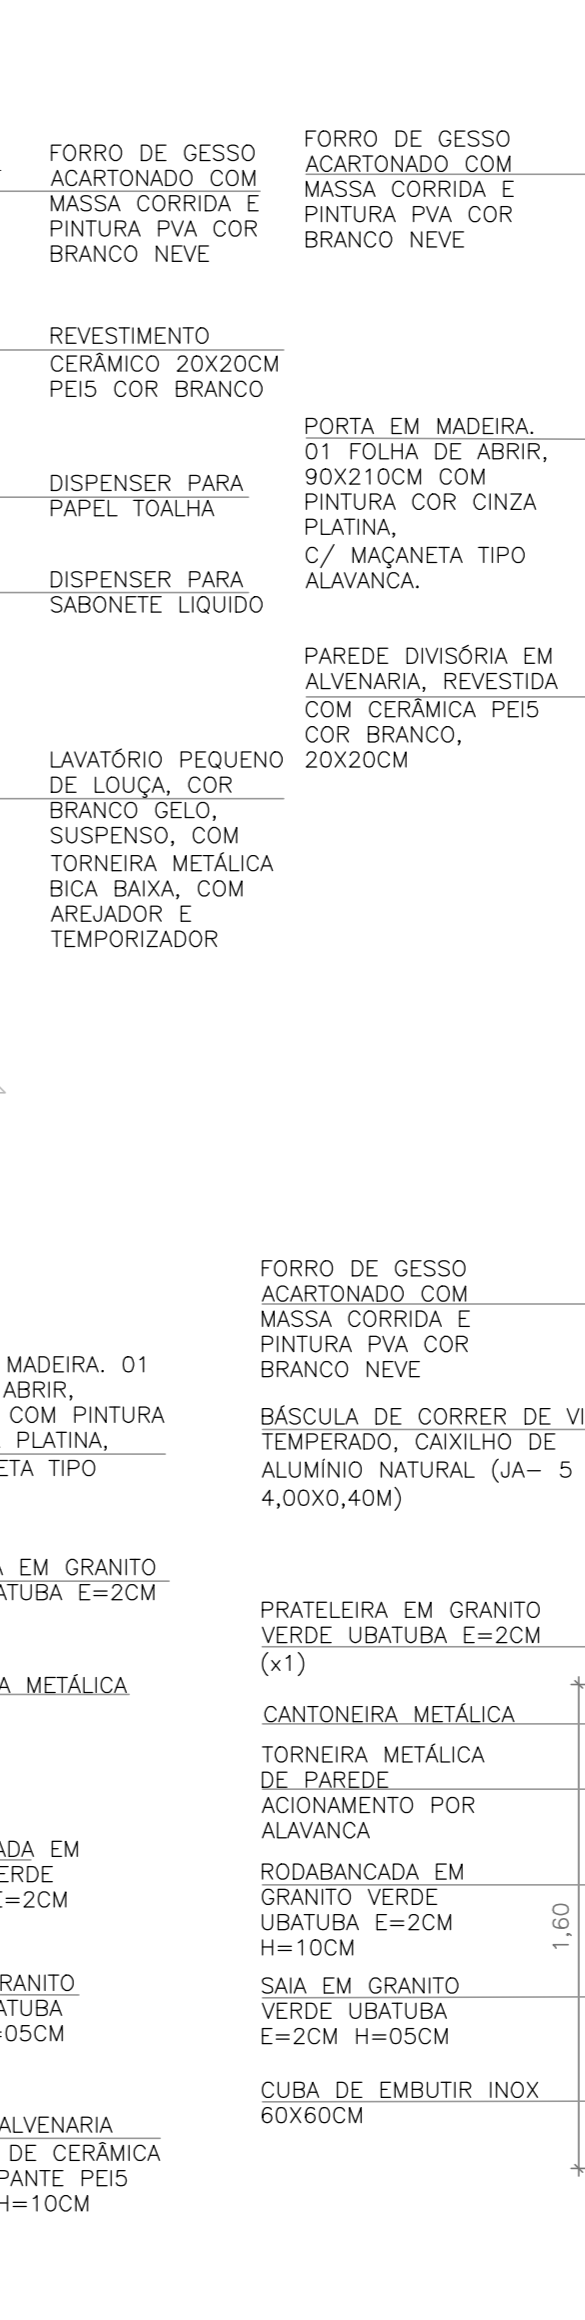 FORRO DE GESSO
ACARTONADO COM
MASSA CORRIDA E
PINTURA PVA COR
BRANCO NEVE
REVESTIMENTO
CERÂMICO 20X20CM
PEI5 COR BRANCO
DISPENSER PARA
PAPEL TOALHA
DISPENSER PARA
SABONETE LIQUIDO
LAVATÓRIO PEQUENO
DE LOUÇA, COR
BRANCO GELO,
SUSPENSO, COM
TORNEIRA METÁLICA
BICA BAIXA, COM
AREJADOR E
TEMPORIZADOR
FORRO DE GESSO
ACARTONADO COM
MASSA CORRIDA E
PINTURA PVA COR
BRANCO NEVE
PORTA EM MADEIRA.
01 FOLHA DE ABRIR,
90X210CM COM
PINTURA COR CINZA
PLATINA,
C/ MAÇANETA TIPO
ALAVANCA.
PAREDE DIVISÓRIA EM
ALVENARIA, REVESTIDA
COM CERÂMICA PEI5
COR BRANCO,
20X20CM
MADEIRA. 01
ABRIR,
COM PINTURA
PLATINA,
TIPO
EM GRANITO
E=2CM
METÁLICA
EM
E=2CM
=05CM
ALVENARIA
DE CERÂMICA
PEI5
H=10CM
FORRO DE GESSO
ACARTONADO COM
MASSA CORRIDA E
PINTURA PVA COR
BRANCO NEVE
BÁSCULA DE CORRER DE
TEMPERADO, CAIXILHO DE
ALUMÍNIO NATURAL (JA– 5
4,00X0,40M)
PRATELEIRA EM GRANITO
VERDE UBATUBA E=2CM
(x1)
CANTONEIRA METÁLICA
TORNEIRA METÁLICA
DE PAREDE
ACIONAMENTO POR
ALAVANCA
RODABANCADA EM
GRANITO VERDE
UBATUBA E=2CM
H=10CM
SAIA EM GRANITO
VERDE UBATUBA
E=2CM H=05CM
CUBA DE EMBUTIR INOX
60X60CM
1,60